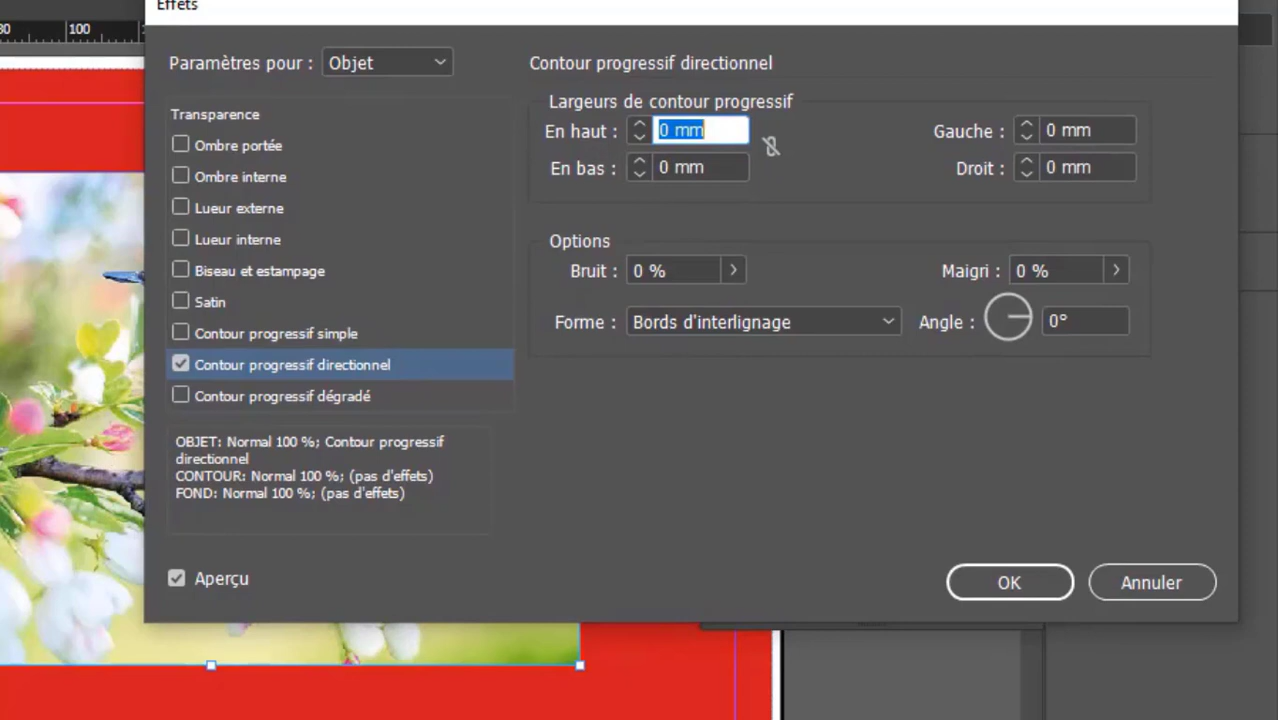 Effets
80
100
Paramètres pour : Objet
Contour progressif directionnel
Transparence
Ombre portée
Ombre interne
Lueur externe
Lueur interne
Biseau et estampage
Satin
Contour progressif simple
Contour progressif directionnel
Contour progressif dégradé
Largeurs de contour progressif
En haut : 0 mm
Gauche : 0 mm
En bas : 0 mm
Droit : 0 mm
Options
Bruit : 0 %
Maigri : 0 %
Forme : Bords d'interlignage
Angle : 0°
OBJET: Normal 100 %; Contour progressif
directionnel
CONTOUR: Normal 100 %; (pas d'effets)
FOND: Normal 100 %; (pas d'effets)
Aperçu
OK
Annuler